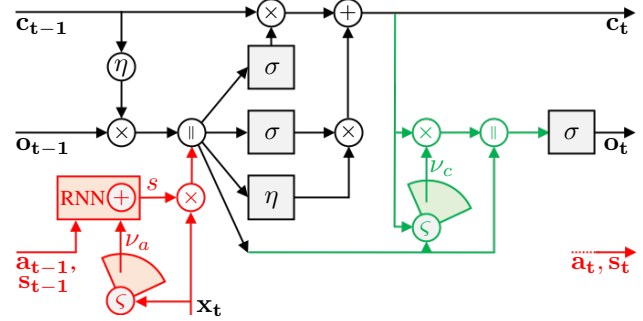 × +
c_{t−1} c_t
η σ
o_{t−1} × || σ × × || σ o_t
ν_c
RNN + s × η
ς
ν_a
a_{t−1}, a_t, s_t
s_{t−1}
ς x_t